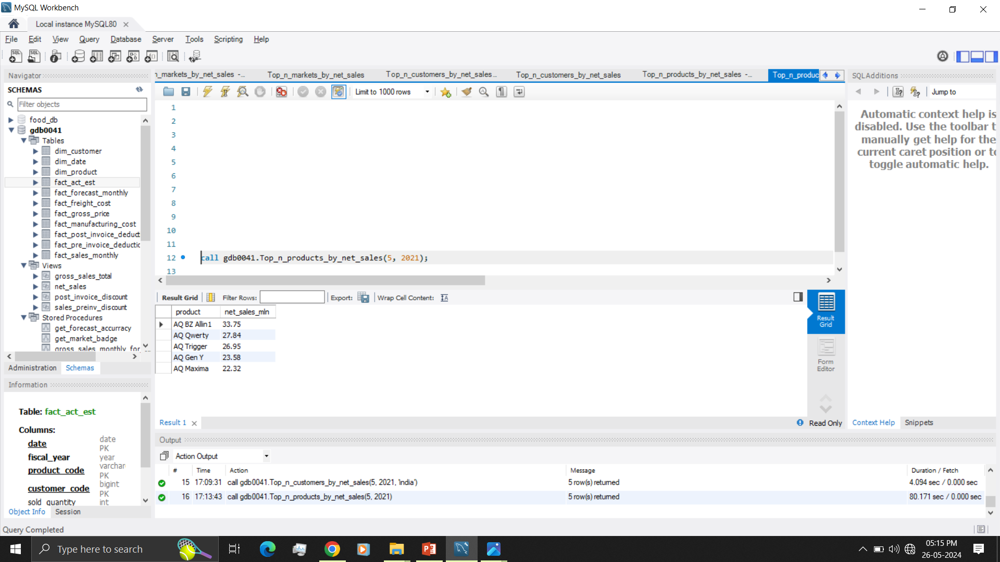 MySQL Workbench
Local instance MySQL80
File Edit View Query Database Server Tools Scripting Help
Navigator
SCHEMAS
Filter objects
food_db
gdb0041
Tables
dim_customer
dim_date
dim_product
fact_act_est
fact_forecast_monthly
fact_freight_cost
fact_gross_price
fact_manufacturing_cost
fact_post_invoice_deduct
fact_pre_invoice_deductio
fact_sales_monthly
Views
gross_sales_total
net_sales
post_invoice_discount
sales_preinv_discount
Stored Procedures
get_forecast_accurracy
get_market_badge
gross_sales_monthly_for
Administration Schemas
Information
Table: fact_act_est
Columns:
date date PK
fiscal_year year
product_code varchar PK
customer_code bigint PK
sold_quantity int
Object Info Session
Query Completed
n_markets_by_net_sales -... Top_n_markets_by_net_sales Top_n_customers_by_net_sales... Top_n_customers_by_net_sales Top_n_products_by_net_sales -... Top_n_produc
Limit to 1000 rows
1
2
3
4
5
6
7
8
9
10
11
12 call gdb0041.Top_n_products_by_net_sales(5, 2021);
13
Result Grid Filter Rows: Export: Wrap Cell Content:
product net_sales_mln
AQ BZ Allin1 33.75
AQ Qwerty 27.84
AQ Trigger 26.95
AQ Gen Y 23.58
AQ Maxima 22.32
Result Grid
Form Editor
Result 1
Read Only
Output
Action Output
# Time Action Message Duration / Fetch
15 17:09:31 call gdb0041.Top_n_customers_by_net_sales(5, 2021, 'india') 5 row(s) returned 4.094 sec / 0.000 sec
16 17:13:43 call gdb0041.Top_n_products_by_net_sales(5, 2021) 5 row(s) returned 80.171 sec / 0.000 sec
SQLAdditions
Jump to
Automatic context help is
disabled. Use the toolbar t
manually get help for the
current caret position or to
toggle automatic help.
Context Help Snippets
Type here to search
05:15 PM
26-05-2024